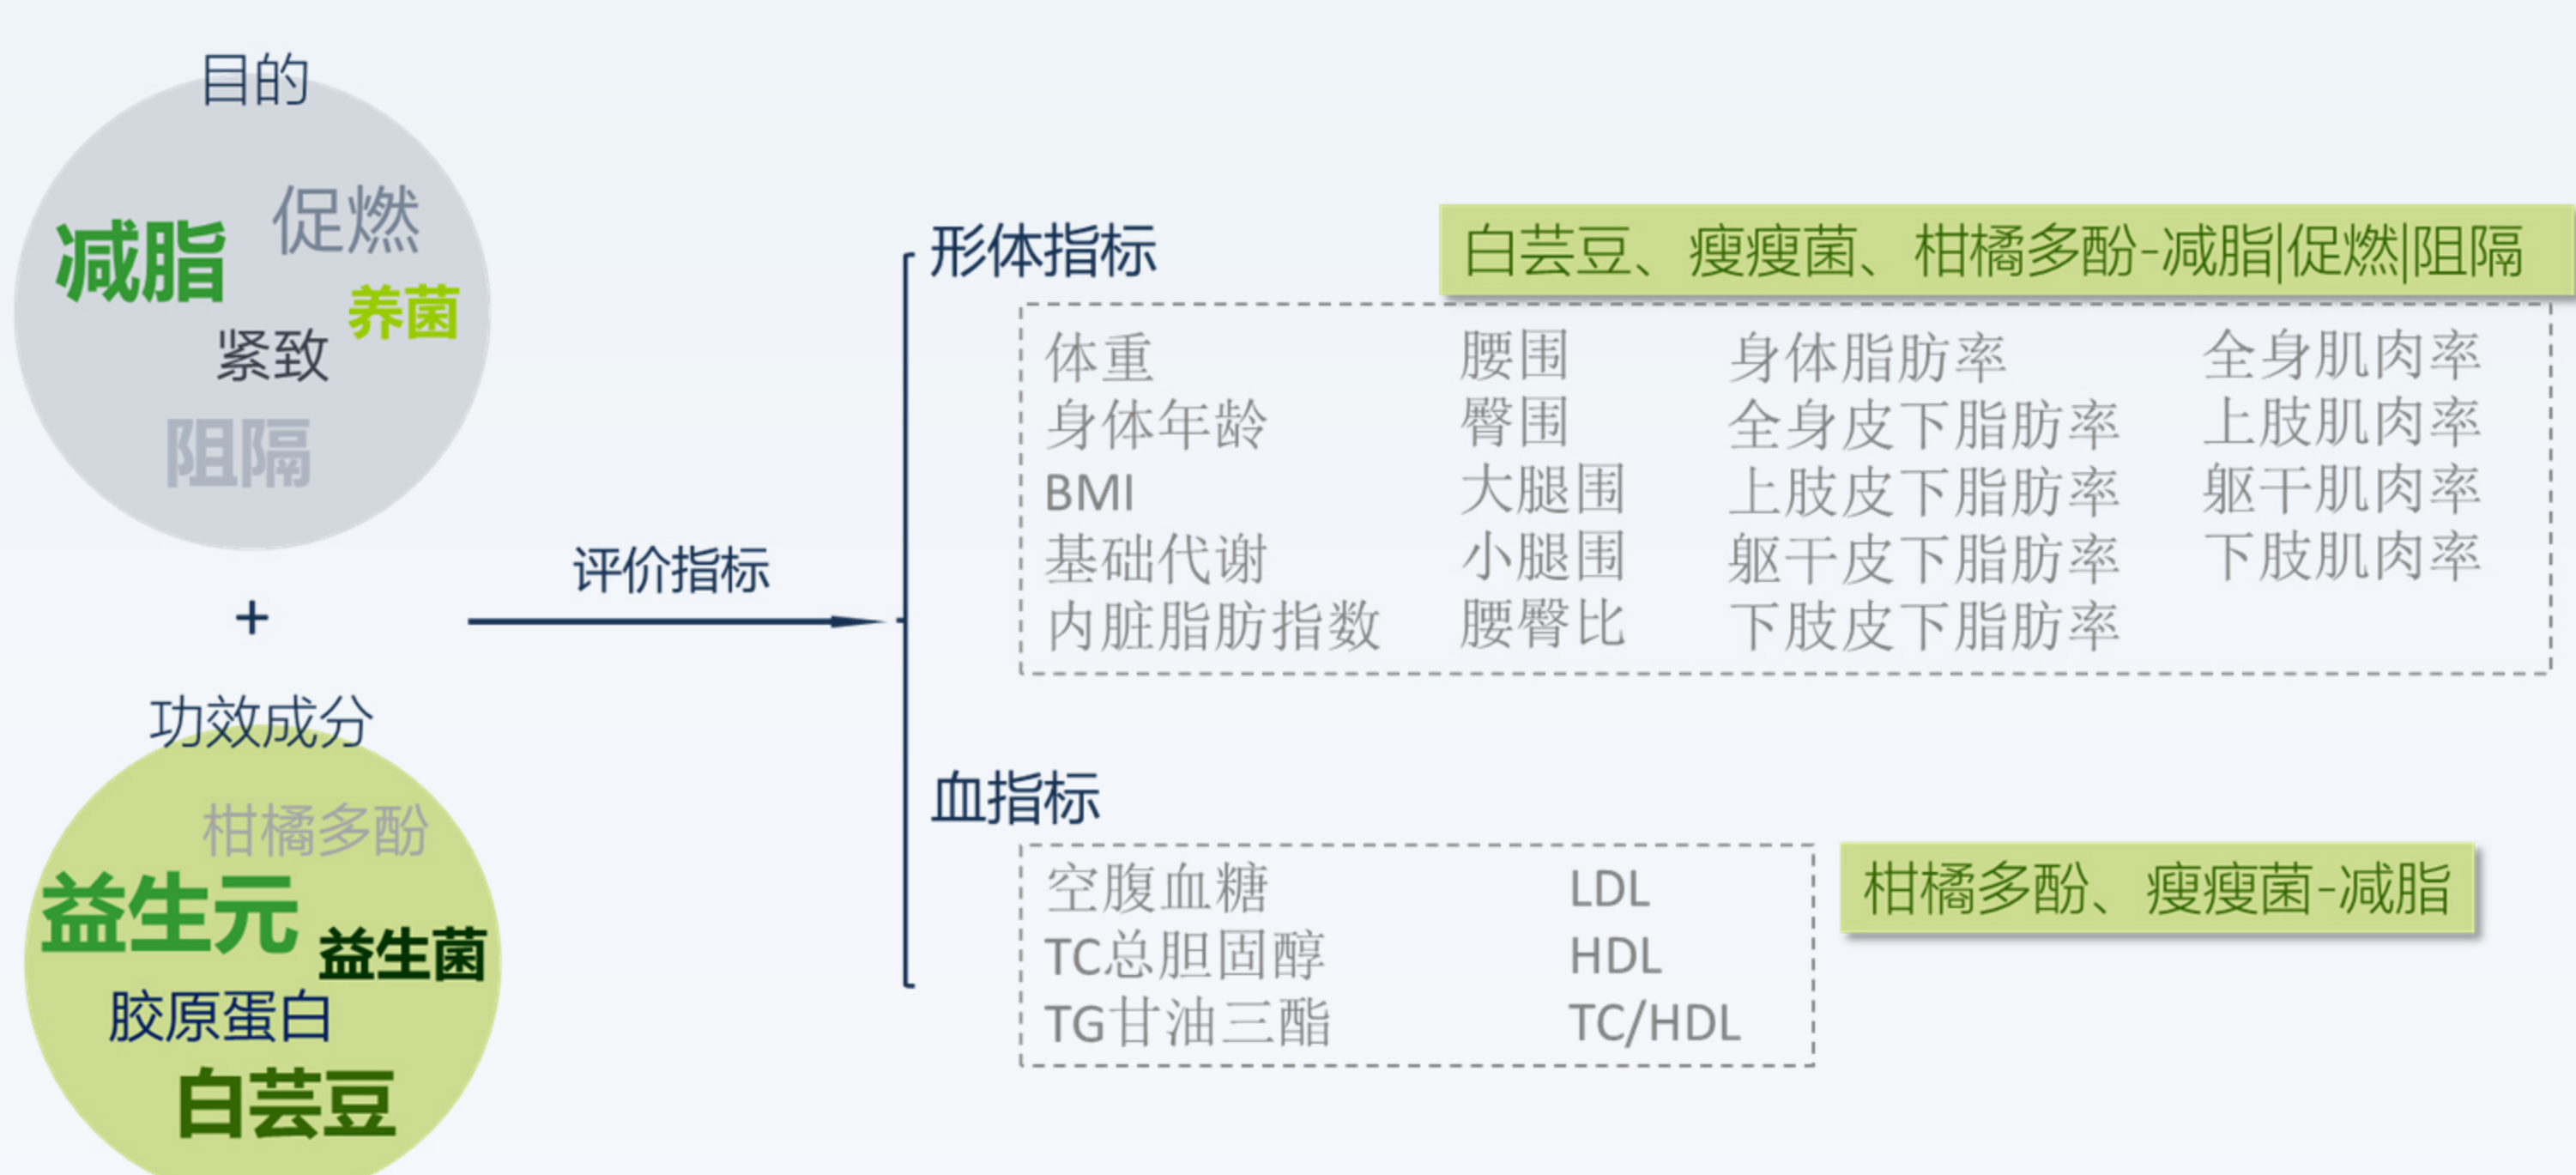 目的
减脂
促燃
养菌
紧致
阻隔
+
功效成分
柑橘多酚
益生元
益生菌
胶原蛋白
白芸豆
评价指标
形体指标
白芸豆、瘦瘦菌、柑橘多酚-减脂|促燃|阻隔
体重 腰围 身体脂肪率 全身肌肉率
身体年龄 臀围 全身皮下脂肪率 上肢肌肉率
BMI 大腿围 上肢皮下脂肪率 躯干肌肉率
基础代谢 小腿围 躯干皮下脂肪率 下肢肌肉率
内脏脂肪指数 腰臀比 下肢皮下脂肪率
血指标
空腹血糖 LDL
TC总胆固醇 HDL
TG甘油三酯 TC/HDL
柑橘多酚、瘦瘦菌-减脂